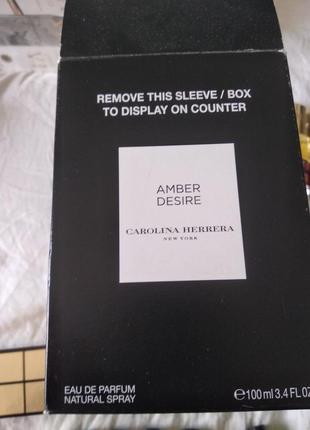 REMOVE THIS SLEEVE / BOX
TO DISPLAY ON COUNTER
AMBER
DESIRE
CAROLINA HERRERA
NEW YORK
EAU DE PARFUM
NATURAL SPRAY
℮100 ml 3.4 FL OZ